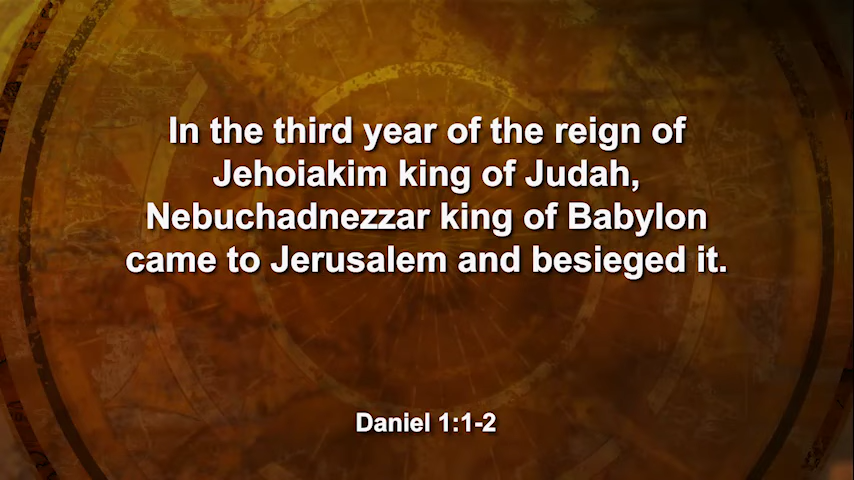 In the third year of the reign of
Jehoiakim king of Judah,
Nebuchadnezzar king of Babylon
came to Jerusalem and besieged it.
Daniel 1:1-2